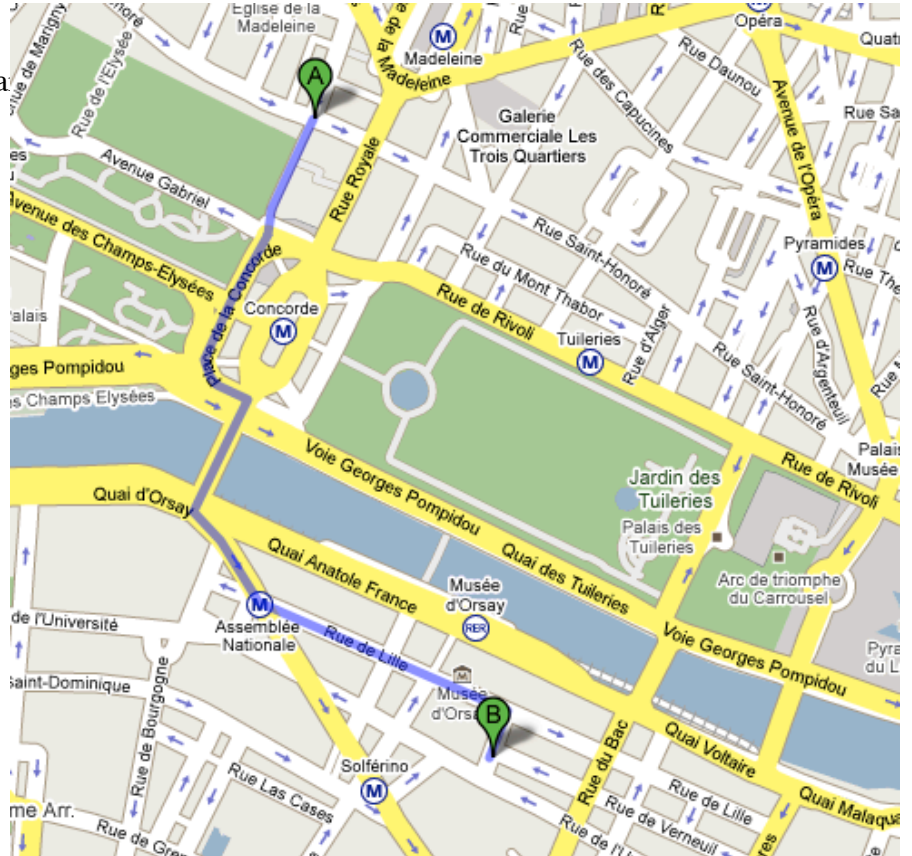 Eglise de la
Madeleine
Opéra
Madeleine
Rue Daunou
Avenue de l'Opéra
Rue des Capucines
Rue de l'Elysée
A
Galerie
Commerciale Les
Trois Quartiers
Rue Royale
Avenue Gabriel
Avenue des Champs-Elysées
Place de la Concorde
Concorde
Rue Saint-Honoré
Rue du Mont Thabor
Pyramides
Rue de Rivoli
Tuileries
Rue d'Alger
Rue d'Argenteuil
Rue Saint-Honoré
ges Pompidou
es Champs Elysées
Voie Georges Pompidou
Rue de Rivoli
Palais
Musée
Quai d'Orsay
Jardin des
Tuileries
Palais des
Tuileries
Quai Anatole France
Quai des Tuileries
Arc de triomphe
du Carrousel
Musée
d'Orsay
RER
Assemblée
Nationale
Rue de Lille
de l'Université
Voie Georges Pompidou
Pyra
du L
saint-Dominique
Rue de Bourgogne
Musée
B
Rue du Bac
Quai Voltaire
Solférino
Rue Las Cases
Rue de Lille
Rue de Verneuil
Quai Malaqua
me Arr.
Rue de Gren